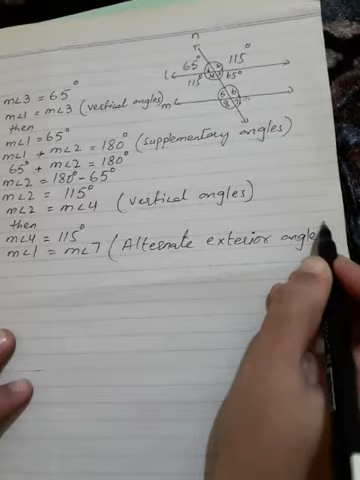 n
65° 115°
l
115° 65°
m
m∠3 = 65°
m∠1 = m∠3 (vertical angles)
then
m∠1 = 65°
m∠1 + m∠2 = 180° (supplementary angles)
65° + m∠2 = 180°
m∠2 = 180° - 65°
m∠2 = 115°
m∠2 = m∠4 (vertical angles)
then
m∠4 = 115°
m∠1 = m∠7 (Alternate exterior angle